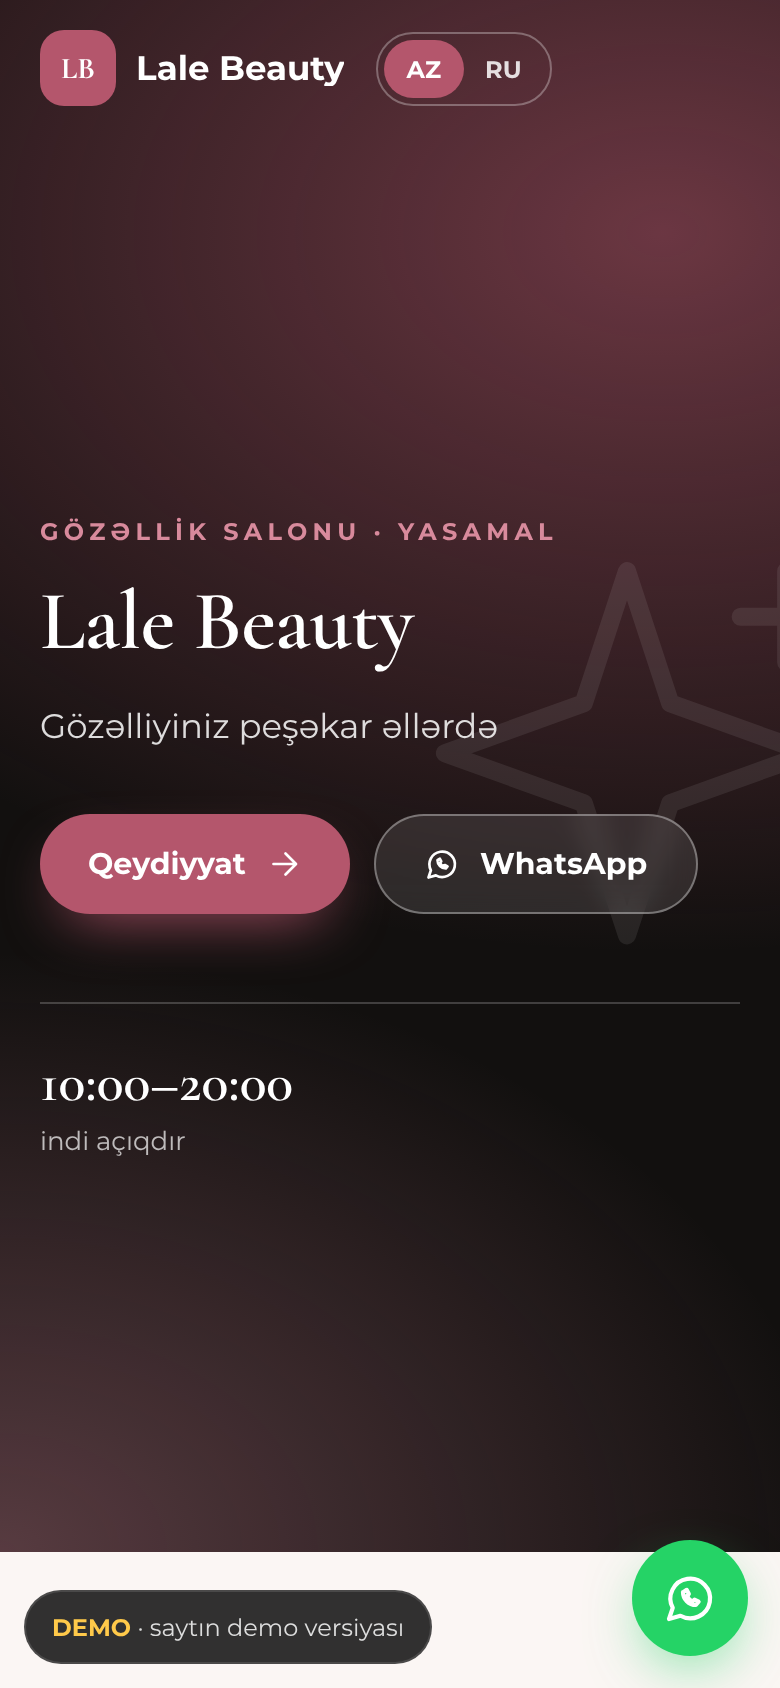 LB
Lale Beauty
AZ RU
GÖZƏLLİK SALONU · YASAMAL
Lale Beauty
Gözəlliyiniz peşəkar əllərdə
Qeydiyyat →
WhatsApp
10:00–20:00
indi açıqdır
DEMO · saytın demo versiyası